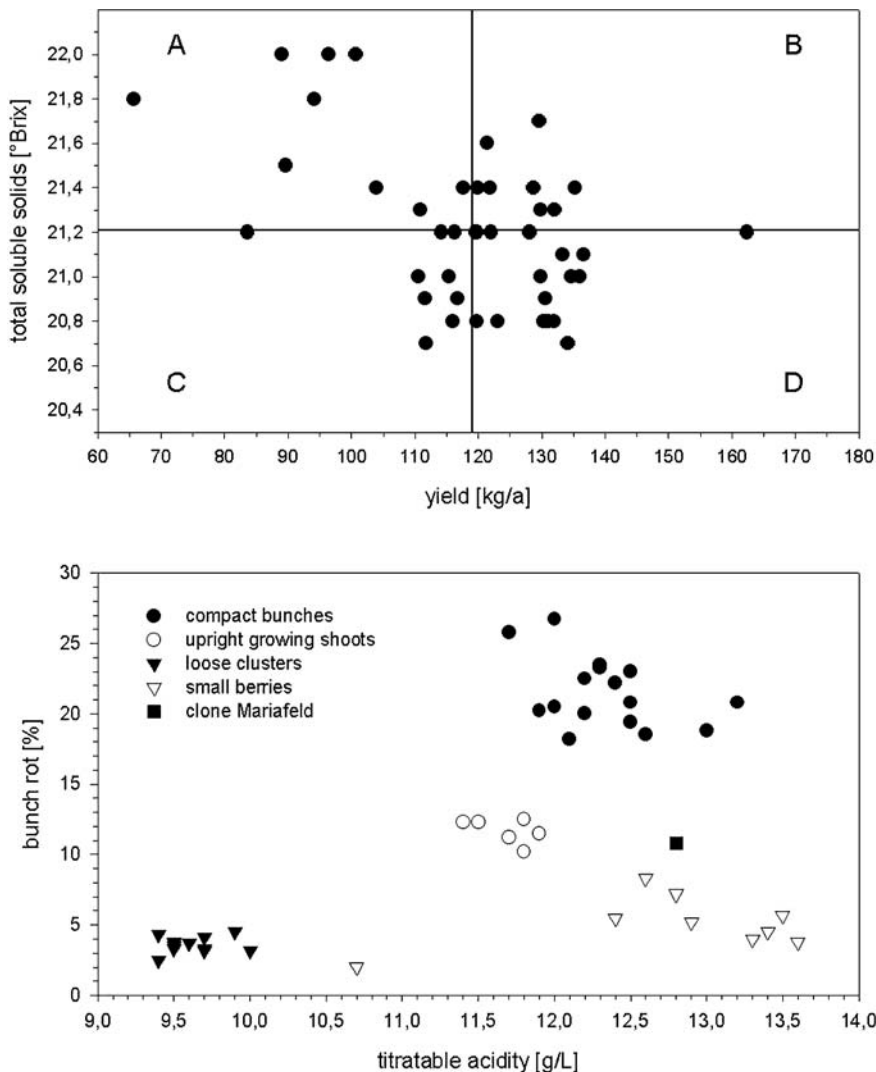 A
B
C
D
total soluble solids [°Brix]
22,0
21,8
21,6
21,4
21,2
21,0
20,8
20,6
20,4
60 70 80 90 100 110 120 130 140 150 160 170 180
yield [kg/a]
bunch rot [%]
30
25
20
15
10
5
0
compact bunches
upright growing shoots
loose clusters
small berries
clone Mariafeld
9,0 9,5 10,0 10,5 11,0 11,5 12,0 12,5 13,0 13,5 14,0
titratable acidity [g/L]